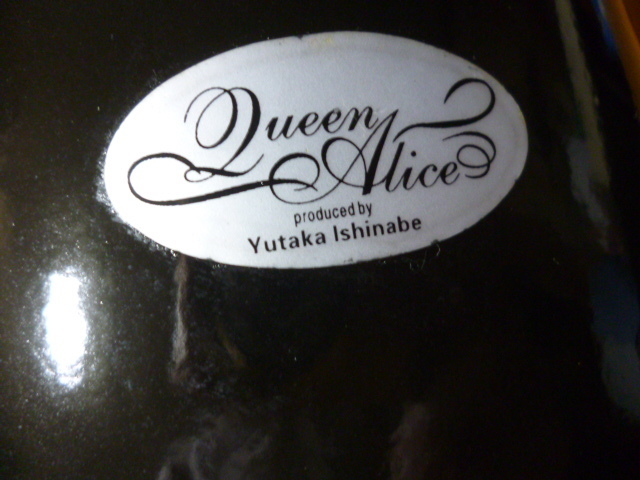 Queen
Alice
produced by
Yutaka Ishinabe